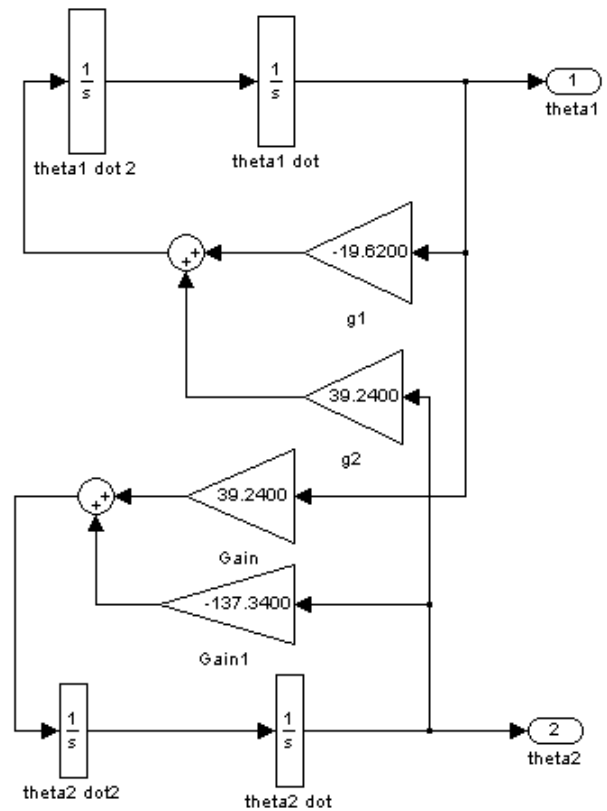 1
s
1
s
1
theta1
theta1 dot 2
theta1 dot
-19.6200
+
+
g1
39.2400
g2
39.2400
+
+
Gain
-137.3400
Gain1
1
s
1
s
2
theta2
theta2 dot2
theta2 dot